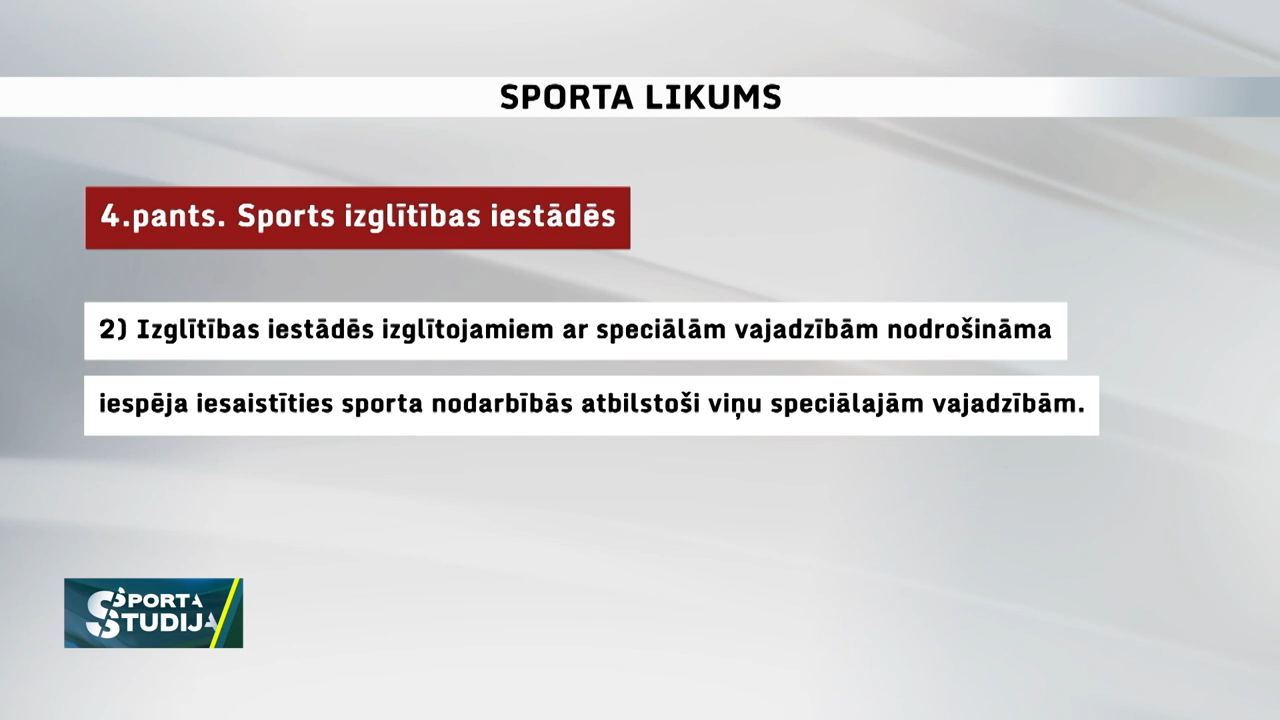 SPORTA LIKUMS
4.pants. Sports izglītības iestādēs
2) Izglītības iestādēs izglītojamiem ar speciālām vajadzībām nodrošināma
iespēja iesaistīties sporta nodarbībās atbilstoši viņu speciālajām vajadzībām.
SPORTA
STUDIJA